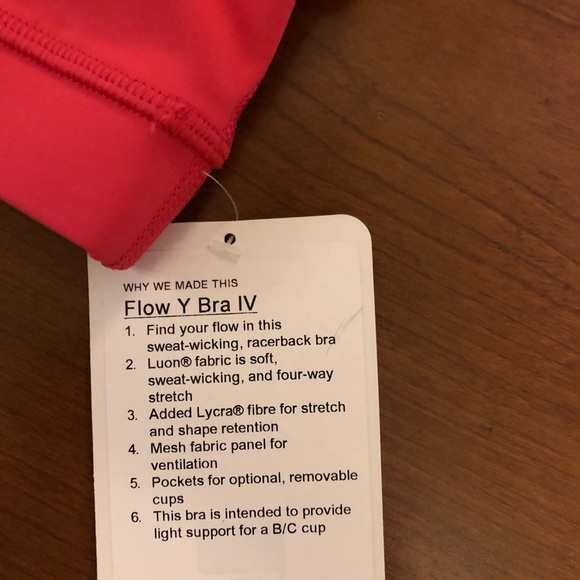 WHY WE MADE THIS
Flow Y Bra IV
1. Find your flow in this
sweat-wicking, racerback bra
2. Luon® fabric is soft,
sweat-wicking, and four-way
stretch
3. Added Lycra® fibre for stretch
and shape retention
4. Mesh fabric panel for
ventilation
5. Pockets for optional, removable
cups
6. This bra is intended to provide
light support for a B/C cup